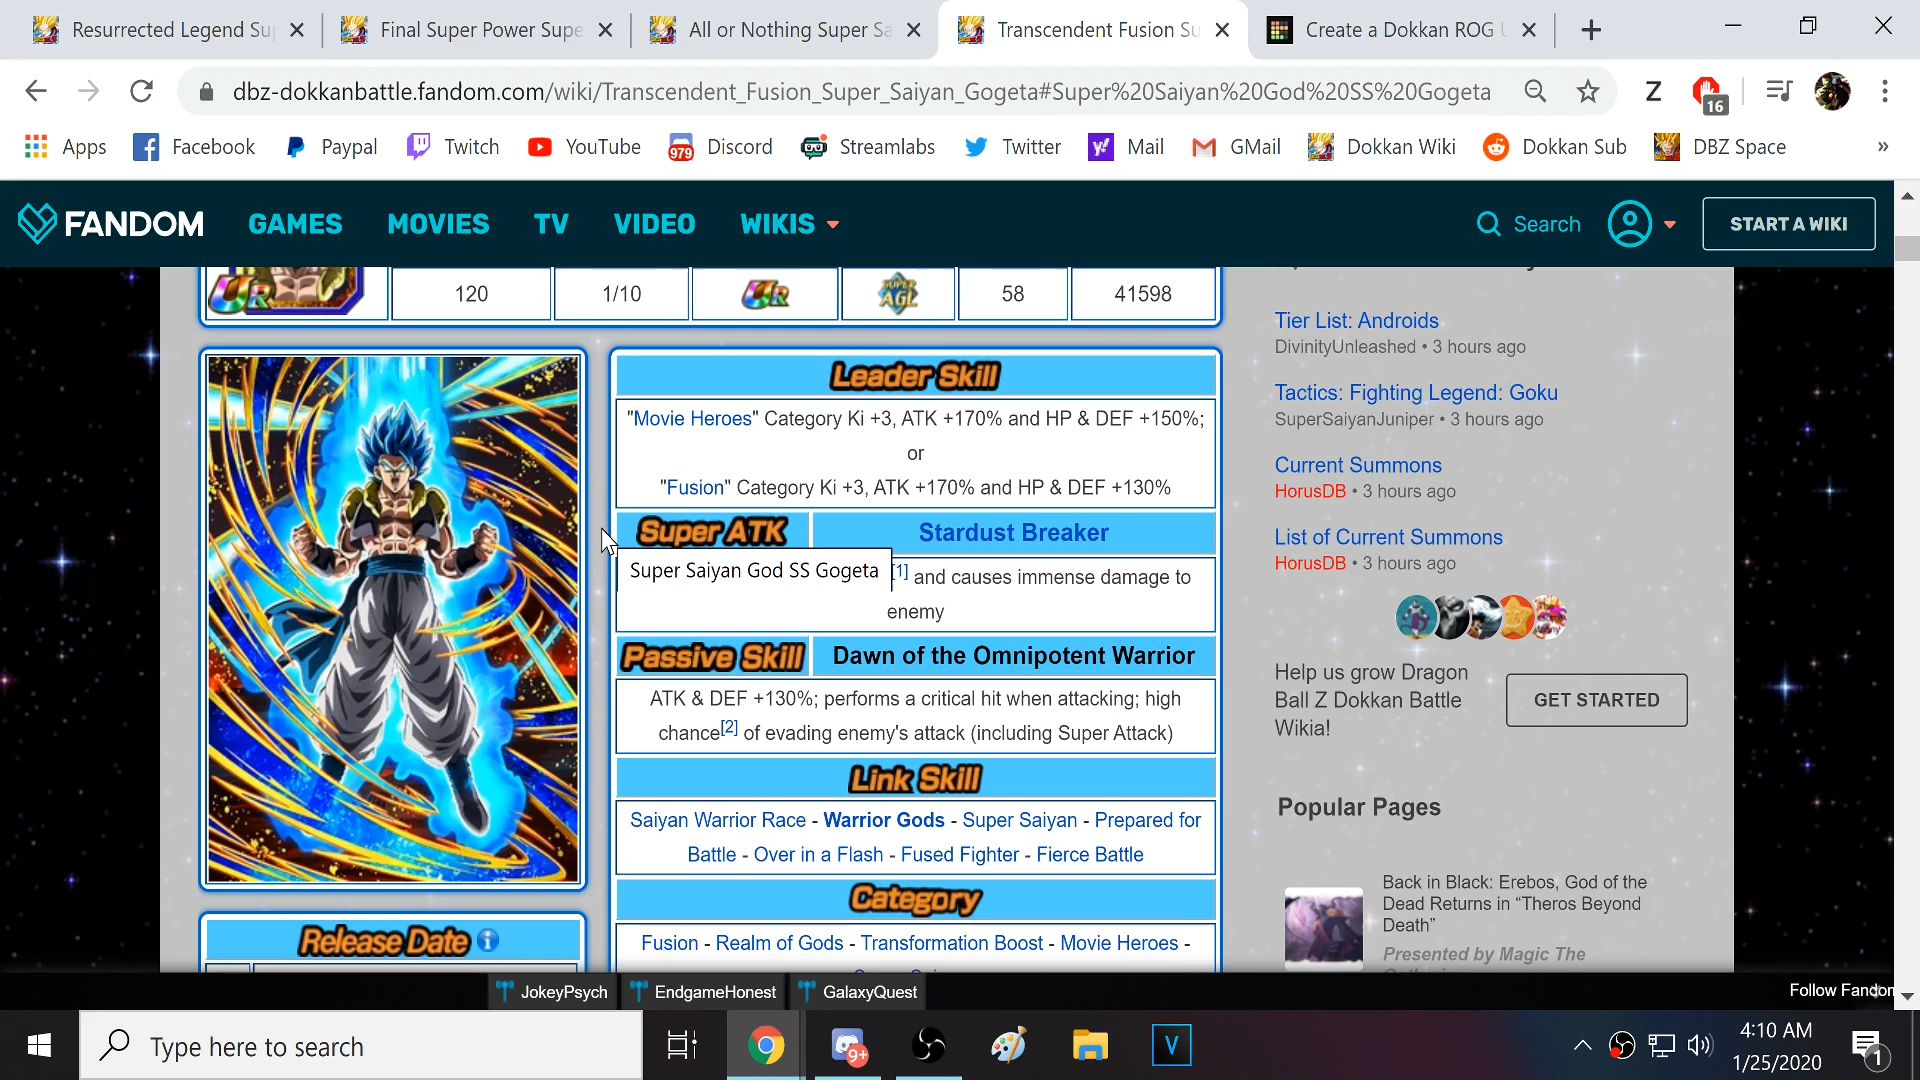 Resurrected Legend Su
Final Super Power Supe
All or Nothing Super Sa
Transcendent Fusion Su
Create a Dokkan ROG U
dbz-dokkanbattle.fandom.com/wiki/Transcendent_Fusion_Super_Saiyan_Gogeta#Super%20Saiyan%20God%20SS%20Gogeta
Z
16
Apps
Facebook
Paypal
Twitch
YouTube
979
Discord
Streamlabs
Twitter
y!
Mail
GMail
Dokkan Wiki
Dokkan Sub
DBZ Space
»
FANDOM
GAMES
MOVIES
TV
VIDEO
WIKIS
Search
START A WIKI
UR
120
1/10
UR
SUPER AGL
58
41598
Leader Skill
"Movie Heroes" Category Ki +3, ATK +170% and HP & DEF +150%;
or
"Fusion" Category Ki +3, ATK +170% and HP & DEF +130%
Super ATK
Stardust Breaker
Super Saiyan God SS Gogeta
[1] and causes immense damage to
enemy
Passive Skill
Dawn of the Omnipotent Warrior
ATK & DEF +130%; performs a critical hit when attacking; high
chance[2] of evading enemy's attack (including Super Attack)
Link Skill
Saiyan Warrior Race - Warrior Gods - Super Saiyan - Prepared for
Battle - Over in a Flash - Fused Fighter - Fierce Battle
Category
Fusion - Realm of Gods - Transformation Boost - Movie Heroes -
Release Date
Tier List: Androids
DivinityUnleashed • 3 hours ago
Tactics: Fighting Legend: Goku
SuperSaiyanJuniper • 3 hours ago
Current Summons
HorusDB • 3 hours ago
List of Current Summons
HorusDB • 3 hours ago
Help us grow Dragon
Ball Z Dokkan Battle
Wikia!
GET STARTED
Popular Pages
Back in Black: Erebos, God of the
Dead Returns in “Theros Beyond
Death”
Presented by Magic The
JokeyPsych
EndgameHonest
GalaxyQuest
Follow Fandom
Type here to search
9+
V
4:10 AM
1/25/2020
1